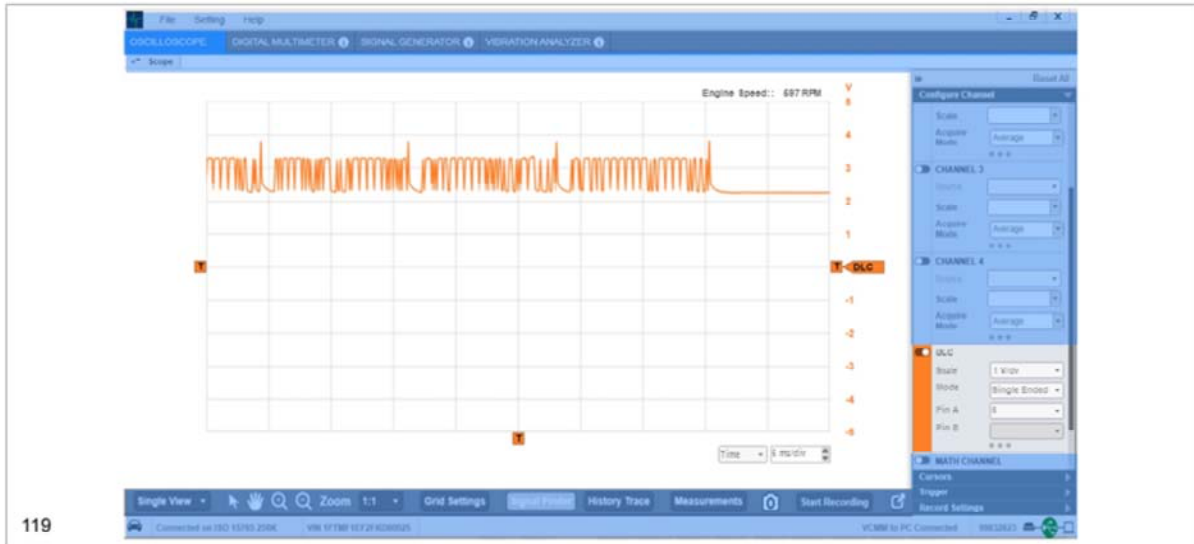 File Setting Help
OSCILLOSCOPE DIGITAL MULTIMETER SIGNAL GENERATOR VIBRATION ANALYZER
Scope
Reset All
Engine Speed:: 697 RPM
V
5
4
3
2
1
-1
-2
-3
-4
-5
T
T DLC
T
Time
ms/div
Configure Channel
Scale
Acquire Mode Average
CHANNEL 3
Source
Scale
Acquire Mode Average
CHANNEL 4
Source
Scale
Acquire Mode Average
DLC
Scale
Mode Single Ended
Pin A
Pin B
MATH CHANNEL
Cursors
Trigger
Record Settings
Single View Zoom 1:1 Grid Settings Signal Finder History Trace Measurements Start Recording
Connected on ISO 15765 250K VIN VCMM to PC Connected
119